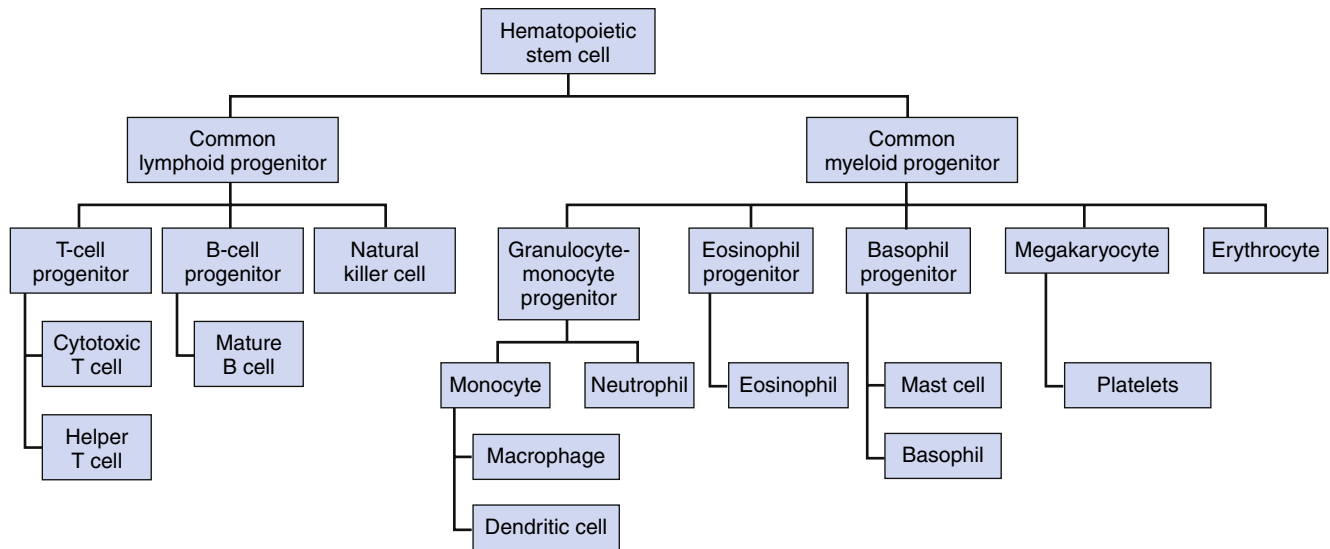 Hematopoietic
stem cell
Common
lymphoid progenitor
Common
myeloid progenitor
T-cell
progenitor
B-cell
progenitor
Natural
killer cell
Granulocyte-
monocyte
progenitor
Eosinophil
progenitor
Basophil
progenitor
Megakaryocyte
Erythrocyte
Cytotoxic
T cell
Mature
B cell
Monocyte
Neutrophil
Eosinophil
Mast cell
Platelets
Helper
T cell
Macrophage
Basophil
Dendritic cell